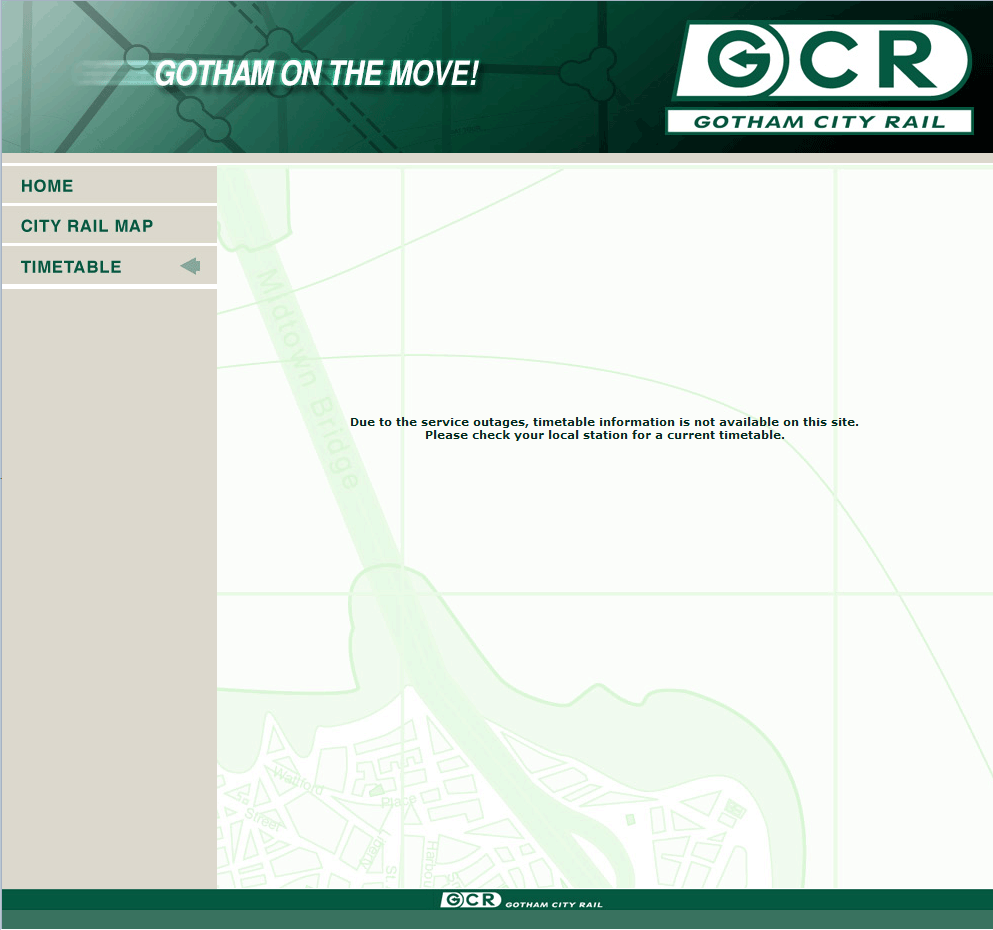 GOTHAM ON THE MOVE!
GCR
GOTHAM CITY RAIL
HOME
CITY RAIL MAP
TIMETABLE
Midtown Bridge
Due to the service outages, timetable information is not available on this site.
Please check your local station for a current timetable.
Watford
Place
Street
St.
GCR GOTHAM CITY RAIL